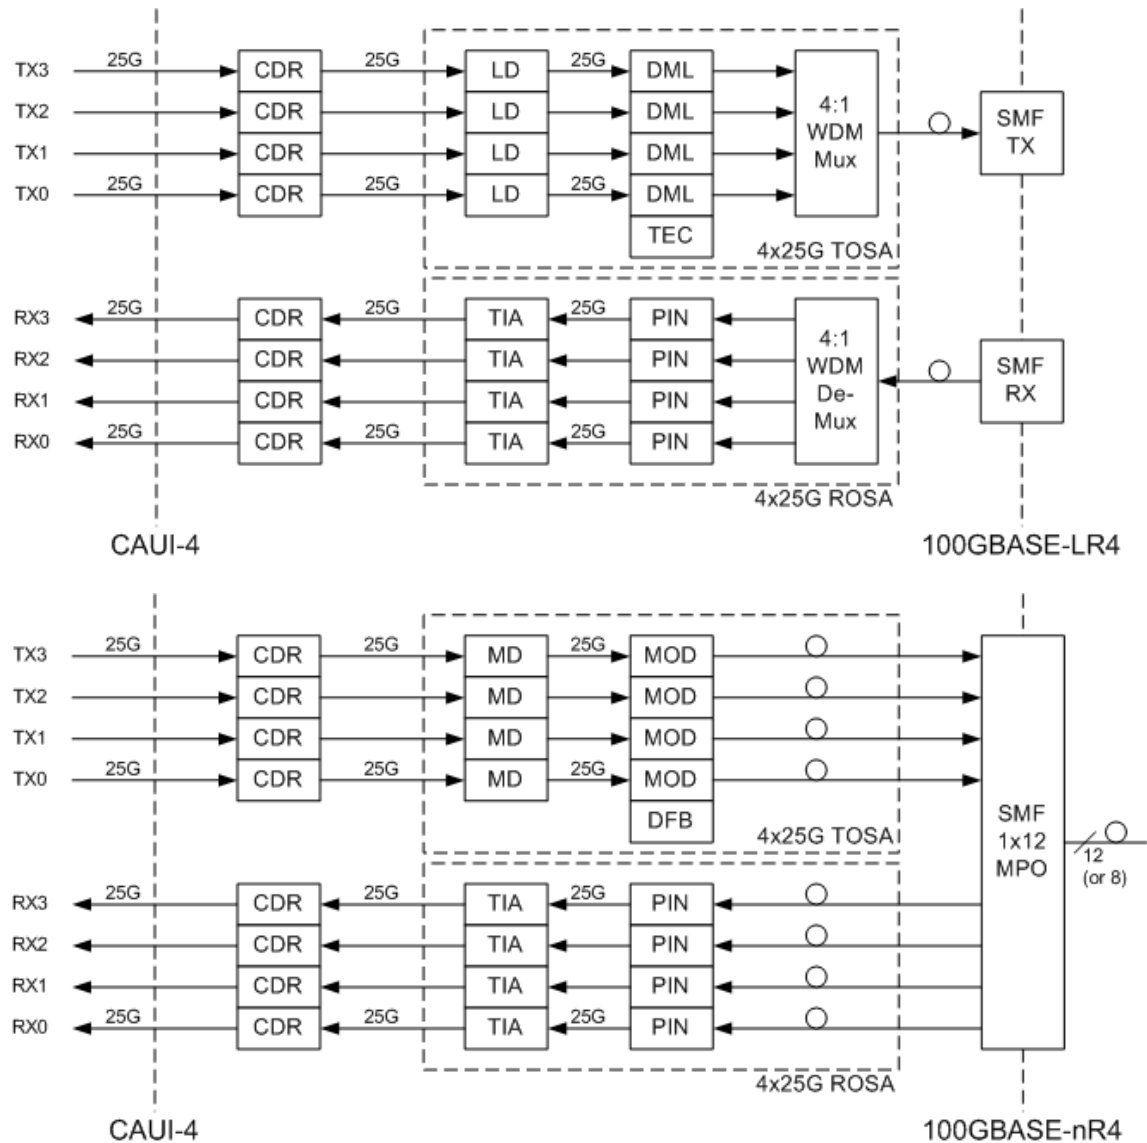 TX3 25G CDR 25G LD 25G DML
TX2 CDR LD DML
TX1 CDR LD DML
TX0 25G CDR 25G LD 25G DML
TEC
4:1
WDM
Mux
SMF
TX
4x25G TOSA
RX3 25G CDR 25G TIA 25G PIN
RX2 CDR TIA PIN
RX1 CDR TIA PIN
RX0 25G CDR 25G TIA 25G PIN
4:1
WDM
De-
Mux
SMF
RX
4x25G ROSA
CAUI-4
100GBASE-LR4
TX3 25G CDR 25G MD 25G MOD
TX2 CDR MD MOD
TX1 CDR MD MOD
TX0 25G CDR 25G MD 25G MOD
DFB
4x25G TOSA
SMF
1x12
MPO
12
(or 8)
RX3 25G CDR 25G TIA 25G PIN
RX2 CDR TIA PIN
RX1 CDR TIA PIN
RX0 25G CDR 25G TIA 25G PIN
4x25G ROSA
CAUI-4
100GBASE-nR4